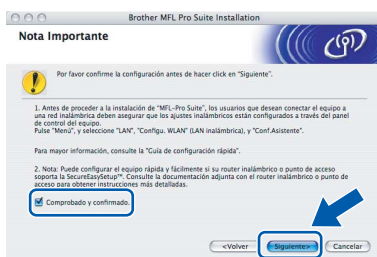 Brother MFL Pro Suite Installation
Nota Importante
Por favor confirme la configuración antes de hacer click en "Siguiente".
1. Antes de proceder a la instalación de "MFL-Pro Suite", los usuarios que desean conectar el equipo a
una red inalámbrica deben asegurar que los ajustes inalámbricos están configurados a través del panel
de control del equipo.
Pulse "Menú", y seleccione "LAN", "Configu. WLAN" (LAN inalámbrica), y "Conf.Asistente".
Para mayor información, consulte la "Guía de configuración rápida".
2. Nota: Puede configurar el equipo rápida y fácilmente si su router inalámbrico o punto de acceso
soporta la SecureEasySetup™. Consulte la documentación adjunta con el router inalámbrico o punto de
acceso para obtener instrucciones más detalladas.
Comprobado y confirmado.
<Volver Siguiente> Cancelar